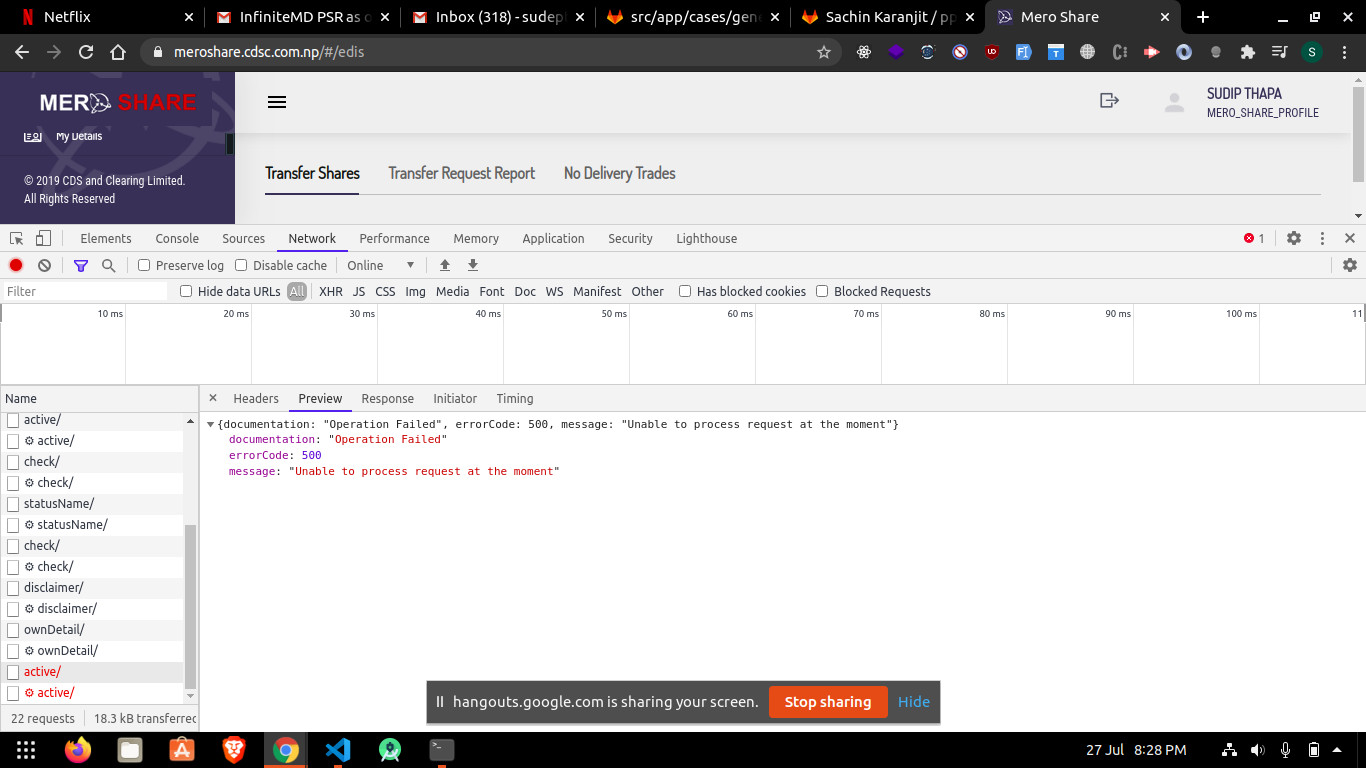 Netflix
InfiniteMD PSR as o
Inbox (318) - sudep
src/app/cases/gene
Sachin Karanjit / pp
Mero Share
meroshare.cdsc.com.np/#/edis
S
MERO SHARE
My Details
© 2019 CDS and Clearing Limited.
All Rights Reserved
SUDIP THAPA
MERO_SHARE_PROFILE
Transfer Shares Transfer Request Report No Delivery Trades
Elements Console Sources Network Performance Memory Application Security Lighthouse 1
Preserve log Disable cache Online
Filter Hide data URLs All XHR JS CSS Img Media Font Doc WS Manifest Other Has blocked cookies Blocked Requests
10 ms 20 ms 30 ms 40 ms 50 ms 60 ms 70 ms 80 ms 90 ms 100 ms 11
Name
active/
active/
check/
check/
statusName/
statusName/
check/
check/
disclaimer/
disclaimer/
ownDetail/
ownDetail/
active/
active/
22 requests 18.3 kB transferred
Headers Preview Response Initiator Timing
{documentation: "Operation Failed", errorCode: 500, message: "Unable to process request at the moment"}
documentation: "Operation Failed"
errorCode: 500
message: "Unable to process request at the moment"
hangouts.google.com is sharing your screen. Stop sharing Hide
27 Jul 8:28 PM